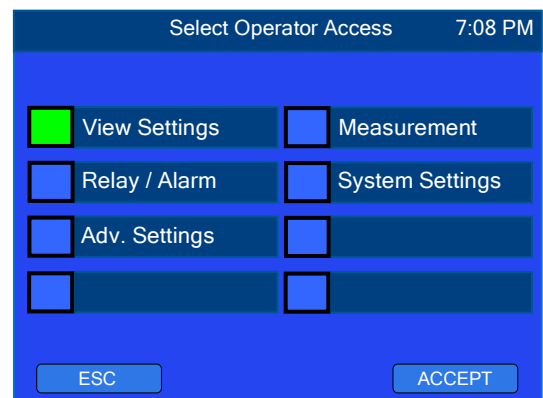 Select Operator Access 7:08 PM
View Settings Measurement
Relay / Alarm System Settings
Adv. Settings
ESC ACCEPT